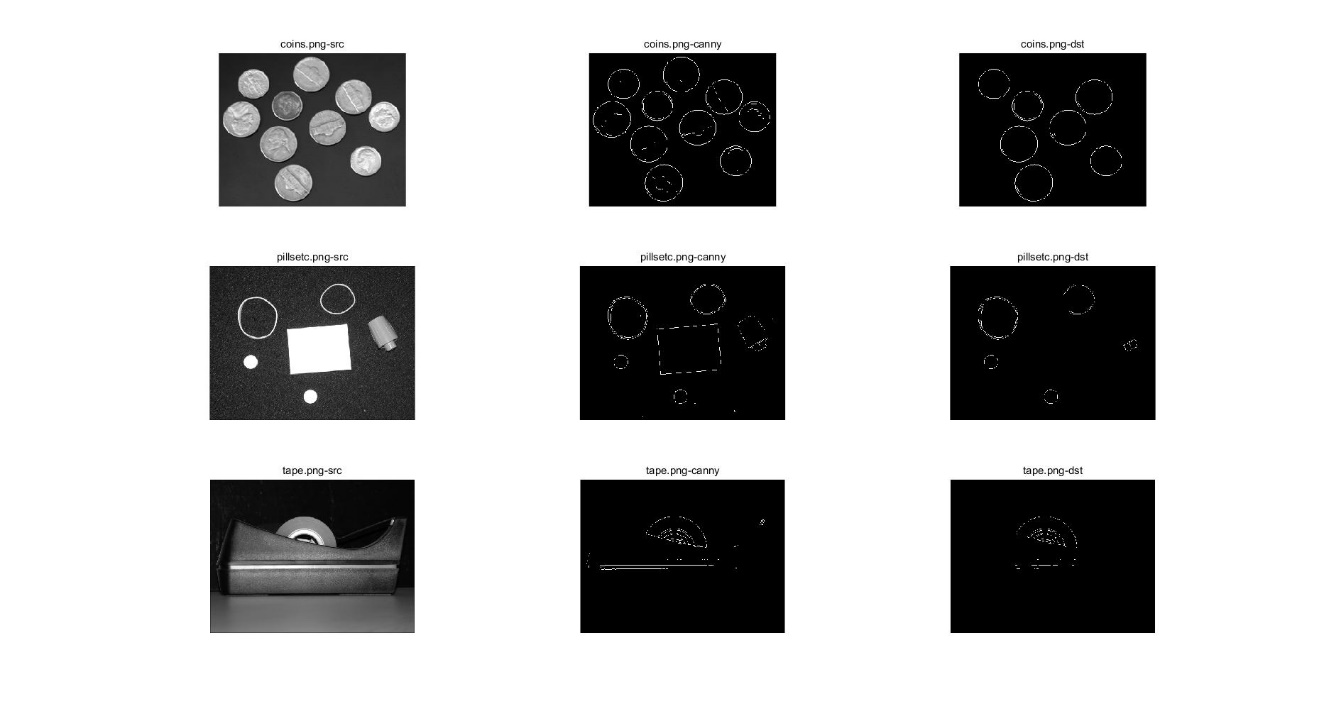 coins.png-src
coins.png-canny
coins.png-dst
pillsetc.png-src
pillsetc.png-canny
pillsetc.png-dst
tape.png-src
tape.png-canny
tape.png-dst